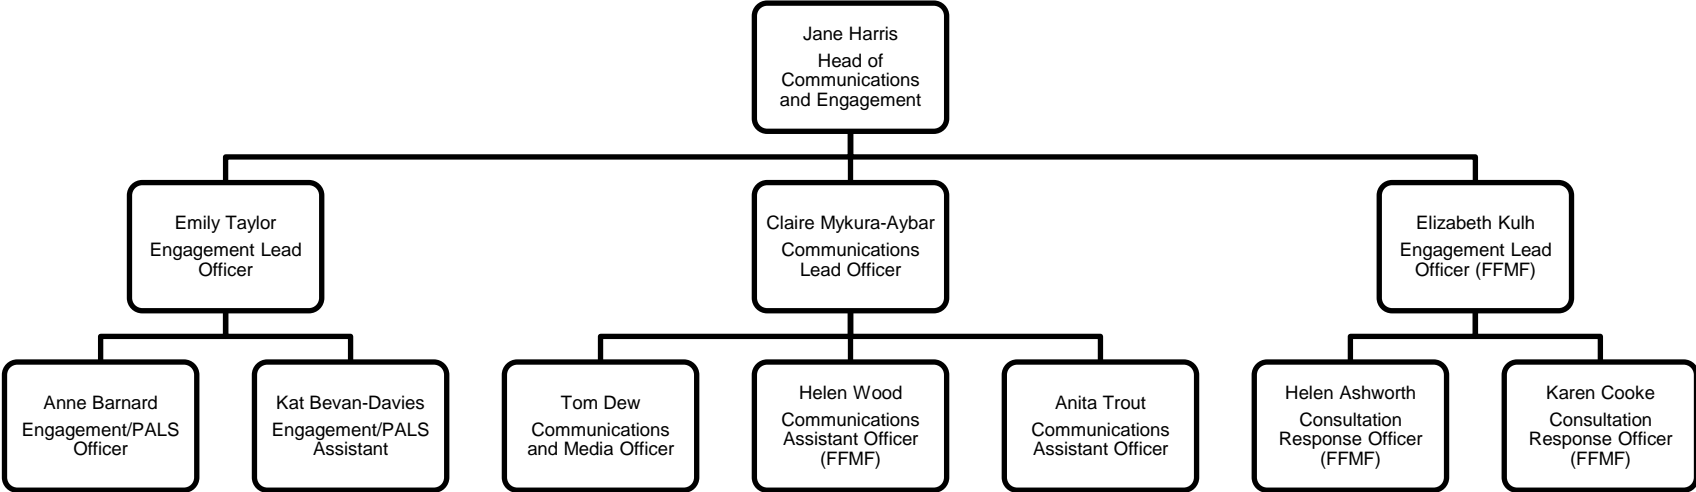 Jane Harris
Head of
Communications
and Engagement
Emily Taylor
Engagement Lead
Officer
Claire Mykura-Aybar
Communications
Lead Officer
Elizabeth Kulh
Engagement Lead
Officer (FFMF)
Anne Barnard
Engagement/PALS
Officer
Kat Bevan-Davies
Engagement/PALS
Assistant
Tom Dew
Communications
and Media Officer
Helen Wood
Communications
Assistant Officer
(FFMF)
Anita Trout
Communications
Assistant Officer
Helen Ashworth
Consultation
Response Officer
(FFMF)
Karen Cooke
Consultation
Response Officer
(FFMF)